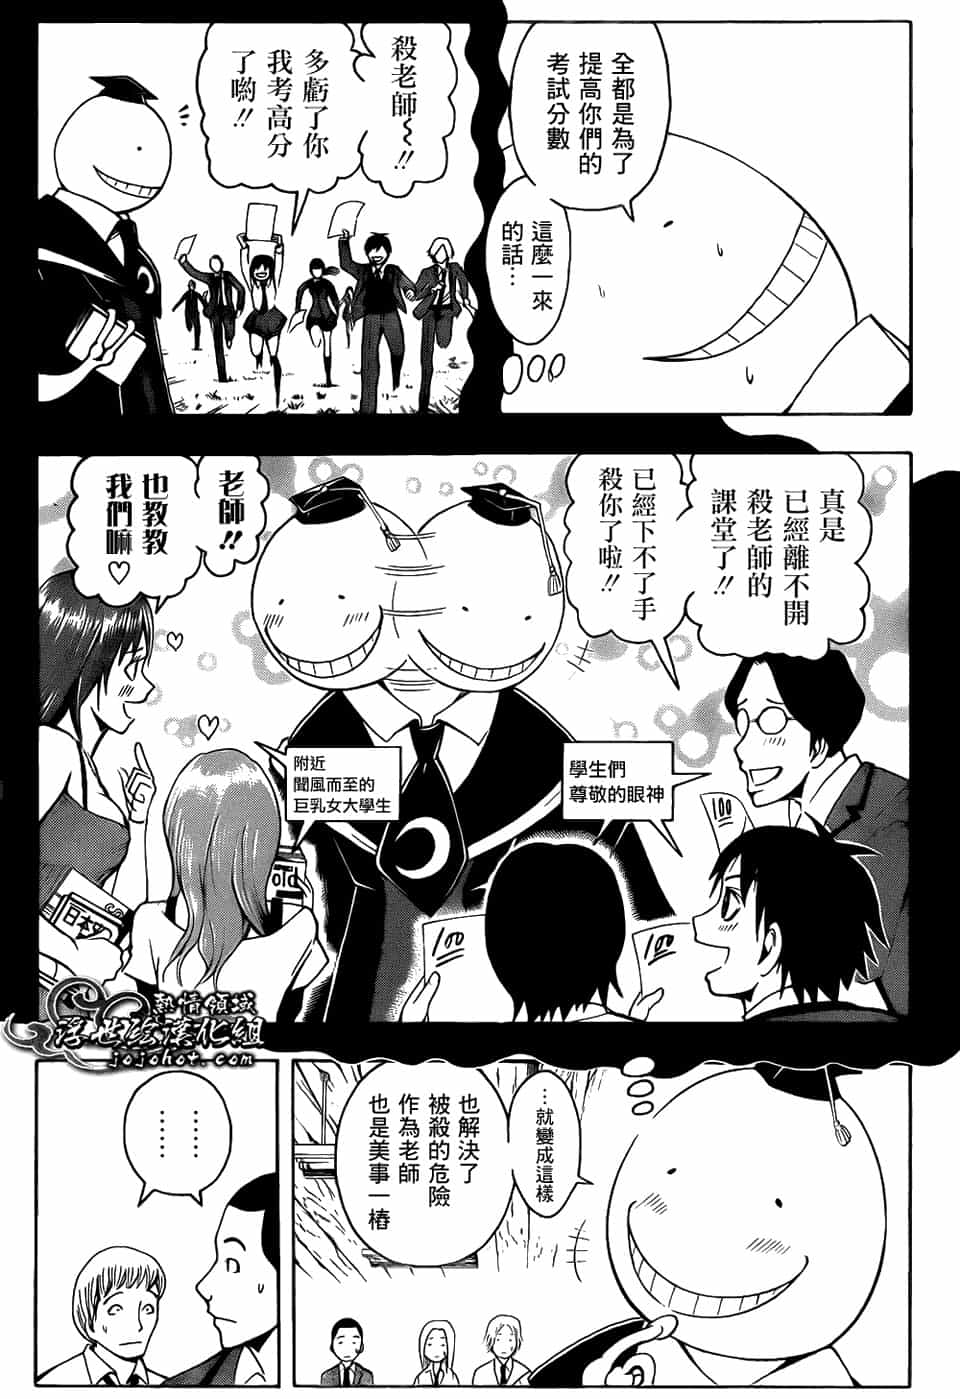 全都是為了
提高你們的
考試分數
這麼一來
的話…
殺老師～!!
多虧了你
我考高分
了喲!!
真是
已經離不開
殺老師的
課堂了!!
已經下不了手
殺你了啦!!
老師!!
也教教
我們嘛♡
學生們
尊敬的眼神
附近
聞風而至的
巨乳女大學生
100
100
100
old
日本史
熱情領域
浮世繪漢化組
jojohot.com
…就變成這樣
也解決了
被殺的危險
作為老師
也是美事一樁
……
……